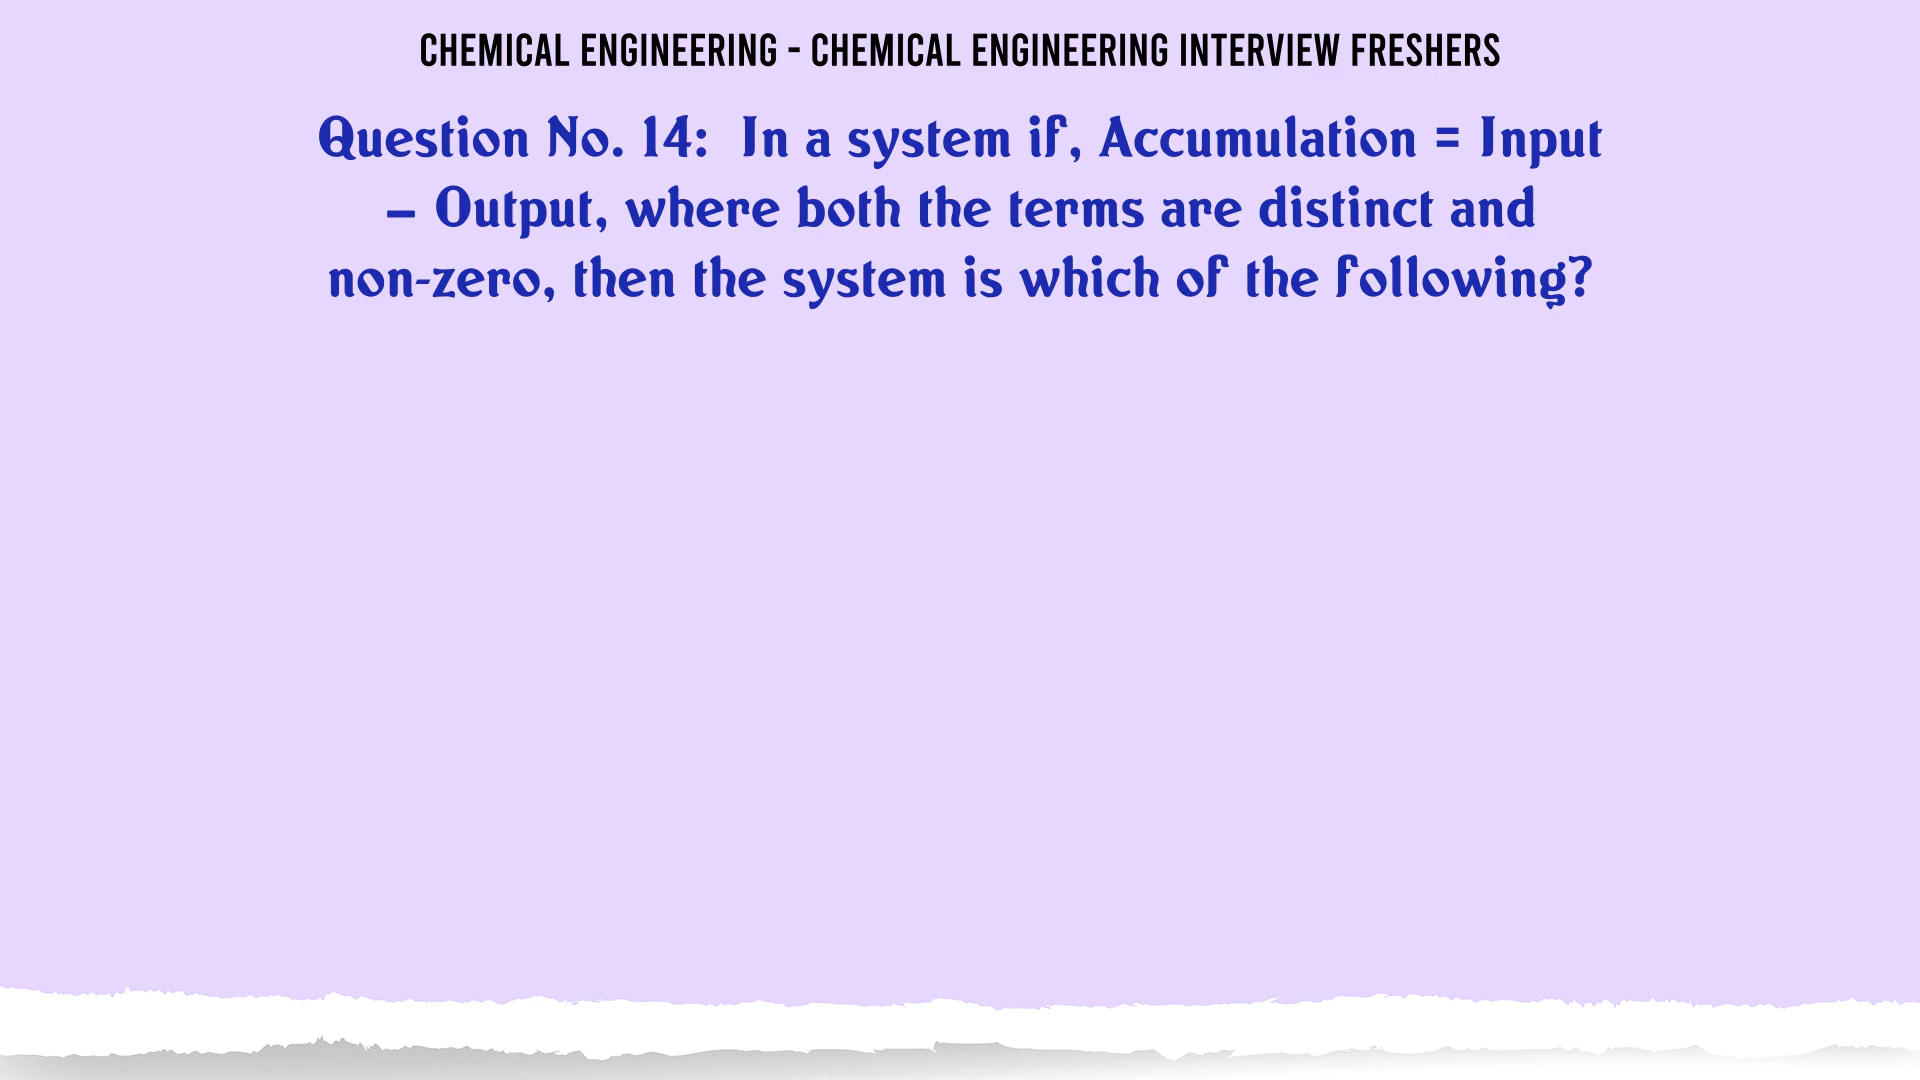 CHEMICAL ENGINEERING - CHEMICAL ENGINEERING INTERVIEW FRESHERS
Question No. 14: In a system if, Accumulation = Input
– Output, where both the terms are distinct and
non-zero, then the system is which of the following?